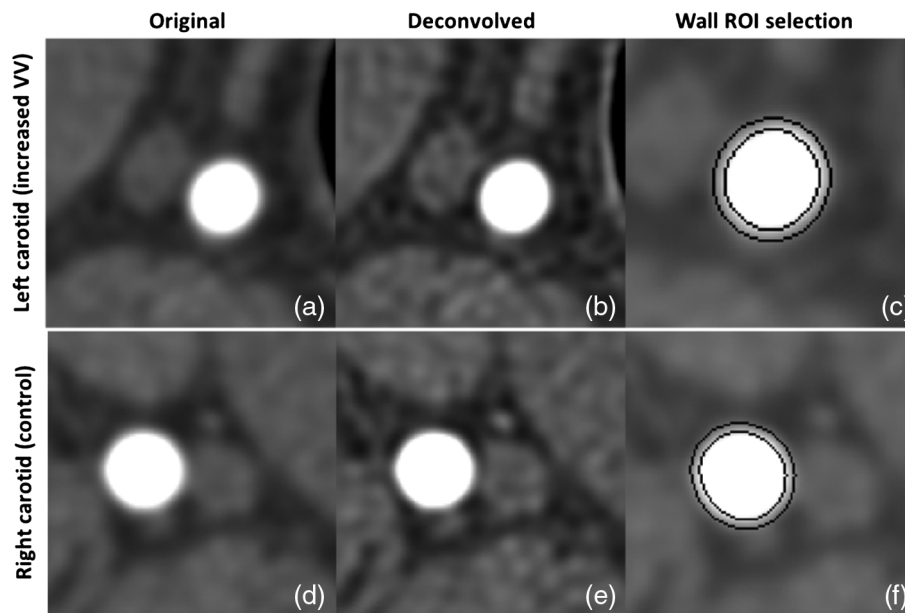 Original Deconvolved Wall ROI selection
Left carotid (increased VV)
(a) (b) (c)
Right carotid (control)
(d) (e) (f)